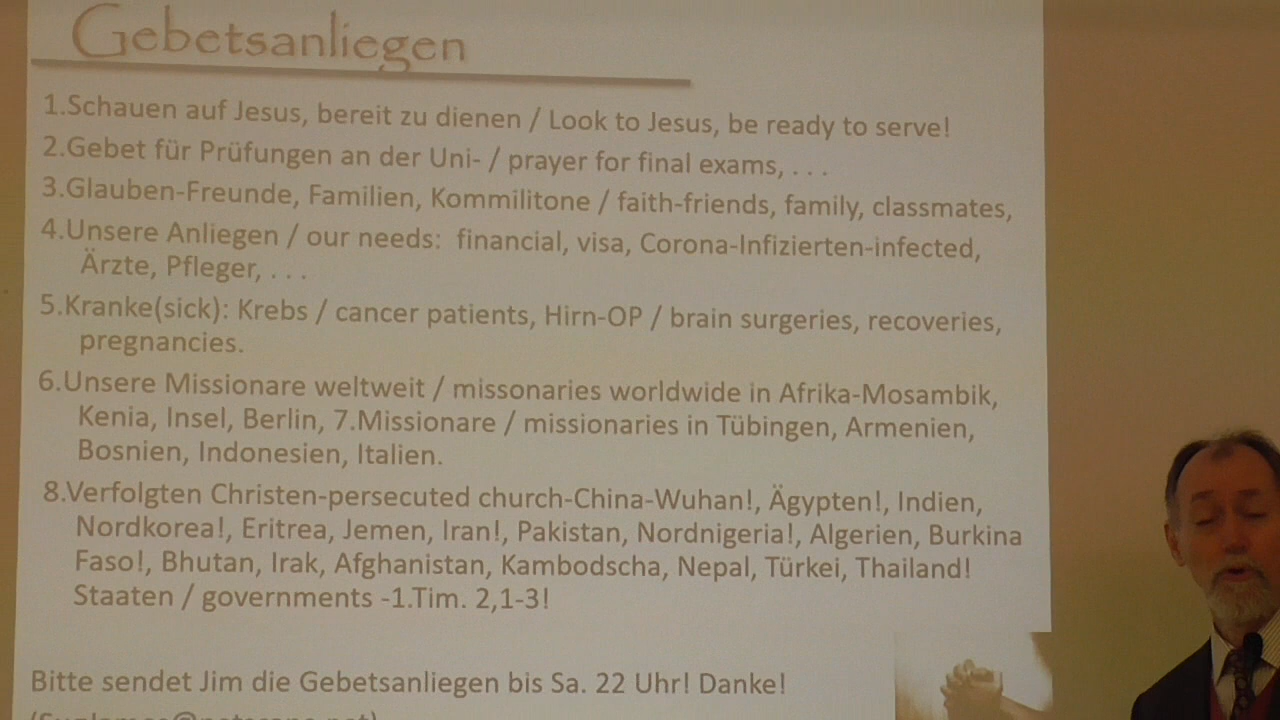 Gebetsanliegen
1.Schauen auf Jesus, bereit zu dienen / Look to Jesus, be ready to serve!
2.Gebet für Prüfungen an der Uni- / prayer for final exams, . . .
3.Glauben-Freunde, Familien, Kommilitone / faith-friends, family, classmates,
4.Unsere Anliegen / our needs:  financial, visa, Corona-Infizierten-infected,
Ärzte, Pfleger, . . .
5.Kranke(sick): Krebs / cancer patients, Hirn-OP / brain surgeries, recoveries,
pregnancies.
6.Unsere Missionare weltweit / missonaries worldwide in Afrika-Mosambik,
Kenia, Insel, Berlin, 7.Missionare / missionaries in Tübingen, Armenien,
Bosnien, Indonesien, Italien.
8.Verfolgten Christen-persecuted church-China-Wuhan!, Ägypten!, Indien,
Nordkorea!, Eritrea, Jemen, Iran!, Pakistan, Nordnigeria!, Algerien, Burkina
Faso!, Bhutan, Irak, Afghanistan, Kambodscha, Nepal, Türkei, Thailand!
Staaten / governments -1.Tim. 2,1-3!
Bitte sendet Jim die Gebetsanliegen bis Sa. 22 Uhr! Danke!